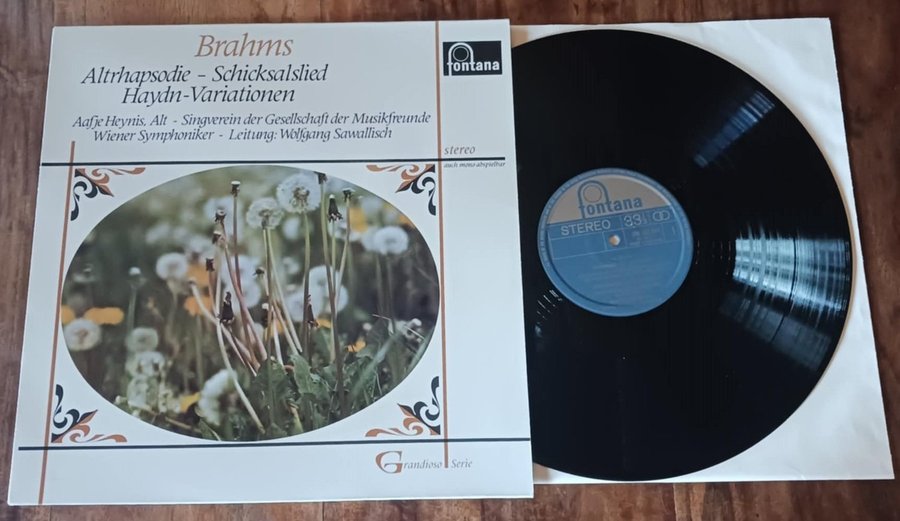 Brahms
Altrhapsodie – Schicksalslied
Haydn-Variationen
Aafje Heynis, Alt - Singverein der Gesellschaft der Musikfreunde
Wiener Symphoniker - Leitung: Wolfgang Sawallisch
fontana
stereo
auch mono abspielbar
Grandioso Serie
fontana
STEREO 33⅓